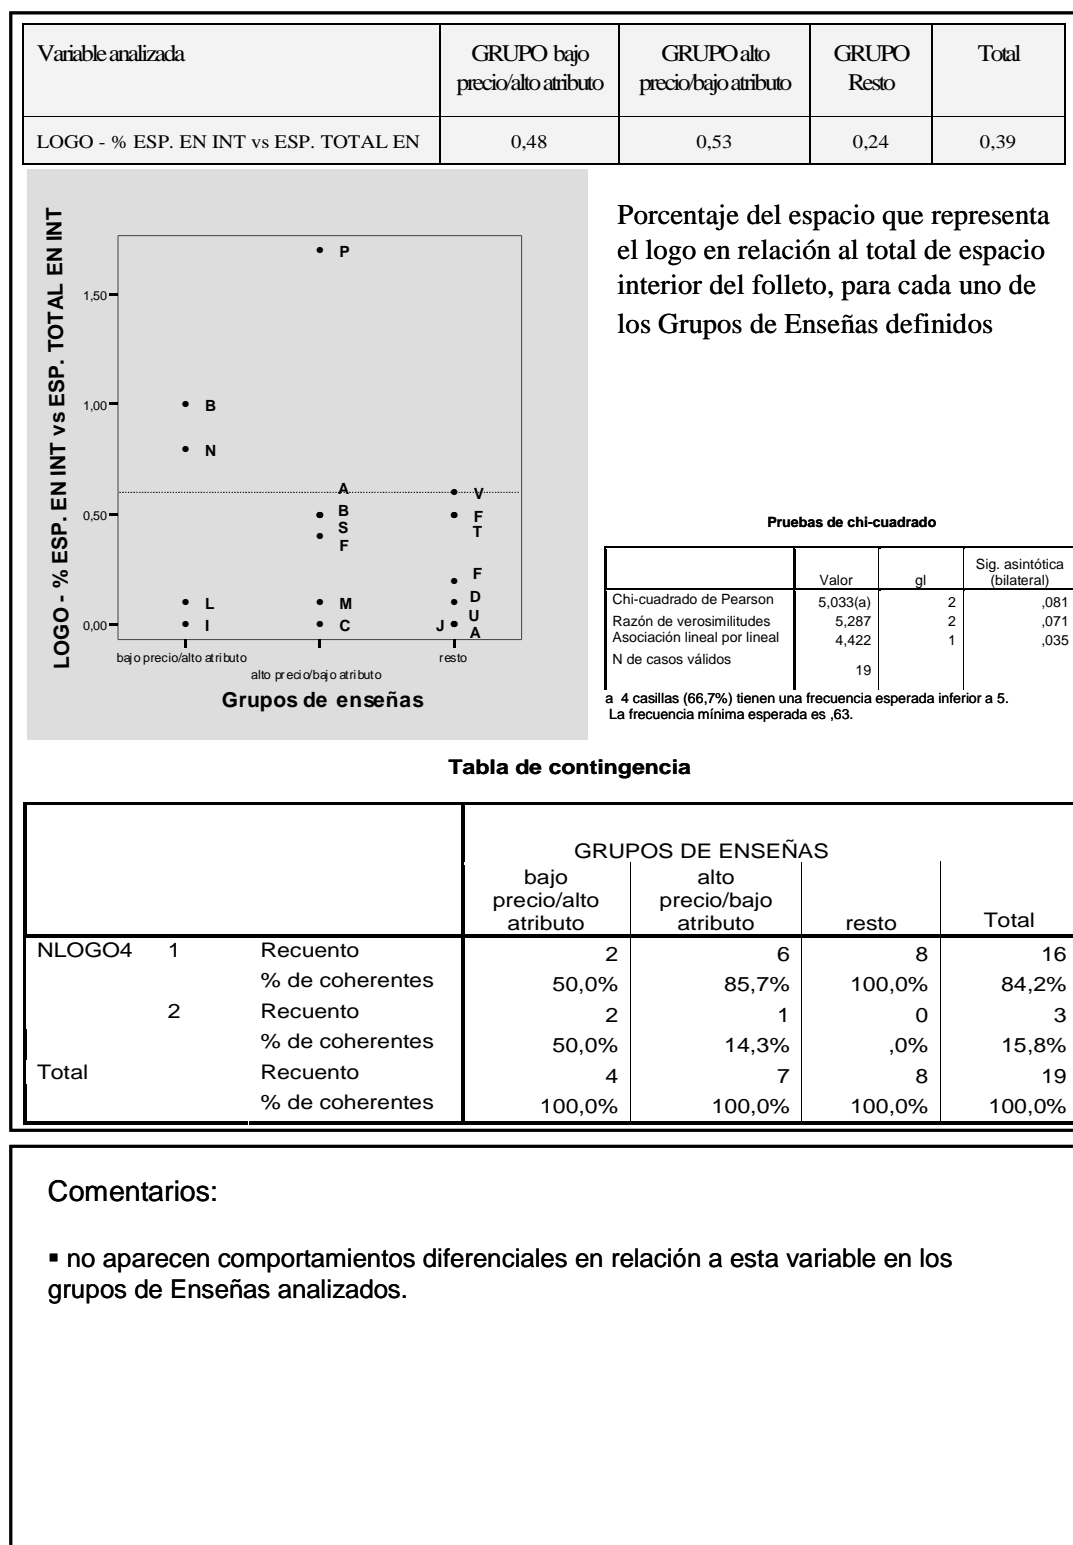 Variable analizada
GRUPO bajo precio/alto atributo
GRUPO alto precio/bajo atributo
GRUPO Resto
Total
LOGO - % ESP. EN INT vs ESP. TOTAL EN
0,48
0,53
0,24
0,39
LOGO - % ESP. EN INT vs ESP. TOTAL EN INT
1,50
1,00
0,50
0,00
P
B
N
A
V
B
F
S
T
F
F
L
M
D
U
I
C
J
A
bajo precio/alto atributo
alto precio/bajo atributo
resto
Grupos de enseñas
Porcentaje del espacio que representa
el logo en relación al total de espacio
interior del folleto, para cada uno de
los Grupos de Enseñas definidos
Pruebas de chi-cuadrado
Valor
gl
Sig. asintótica
(bilateral)
Chi-cuadrado de Pearson 5,033(a) 2 ,081
Razón de verosimilitudes 5,287 2 ,071
Asociación lineal por lineal 4,422 1 ,035
N de casos válidos 19
a 4 casillas (66,7%) tienen una frecuencia esperada inferior a 5.
La frecuencia mínima esperada es ,63.
Tabla de contingencia
GRUPOS DE ENSEÑAS
bajo precio/alto atributo
alto precio/bajo atributo
resto
Total
NLOGO4 1 Recuento 2 6 8 16
% de coherentes 50,0% 85,7% 100,0% 84,2%
2 Recuento 2 1 0 3
% de coherentes 50,0% 14,3% ,0% 15,8%
Total Recuento 4 7 8 19
% de coherentes 100,0% 100,0% 100,0% 100,0%
Comentarios:
▪ no aparecen comportamientos diferenciales en relación a esta variable en los
grupos de Enseñas analizados.